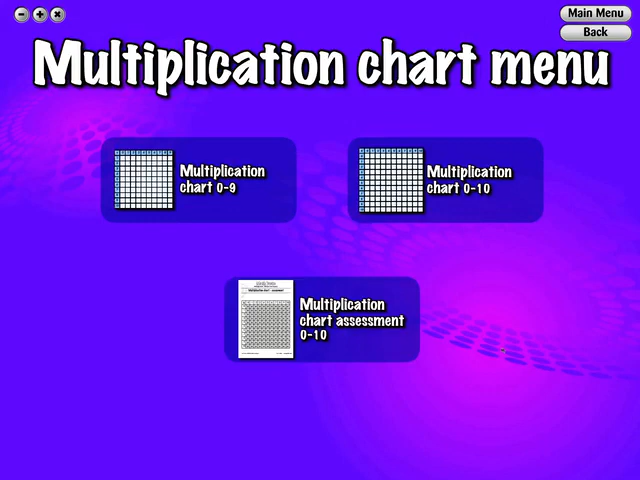 Main Menu
Back
Multiplication chart menu
Multiplication
chart 0-9
Multiplication
chart 0-10
Multiplication
chart assessment
0-10